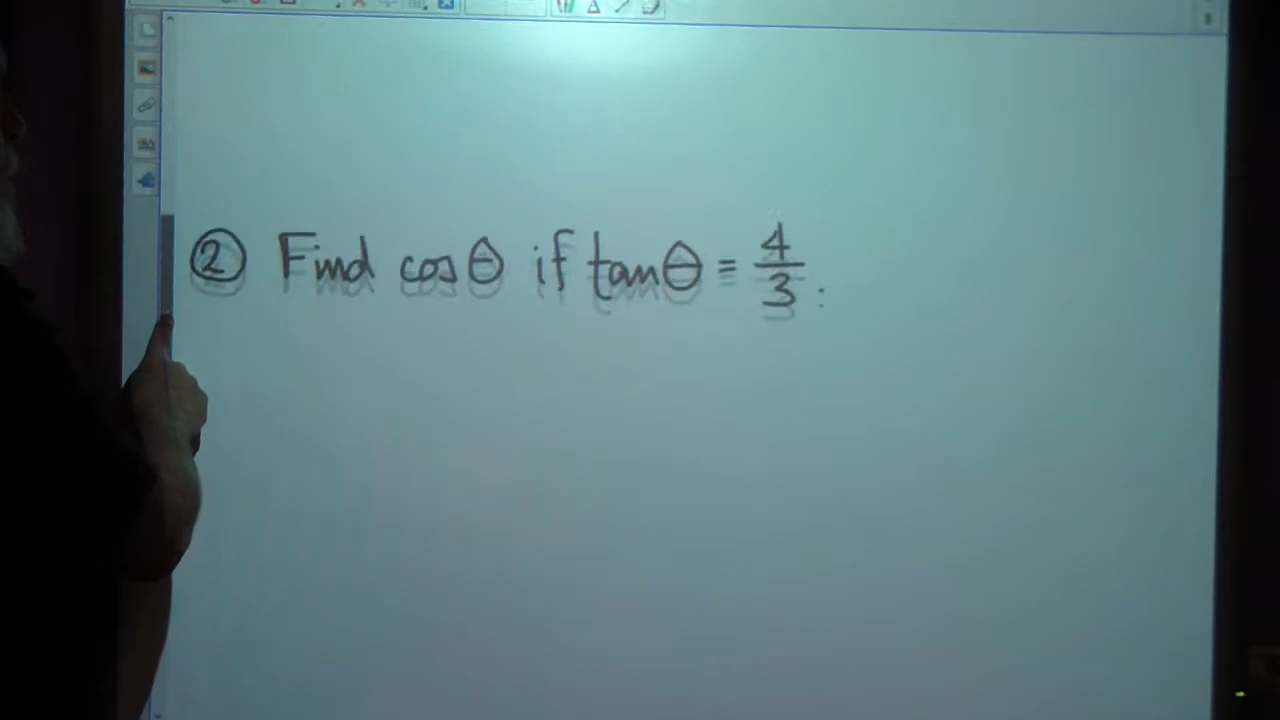 ② Find cosθ if tanθ = 4/3.